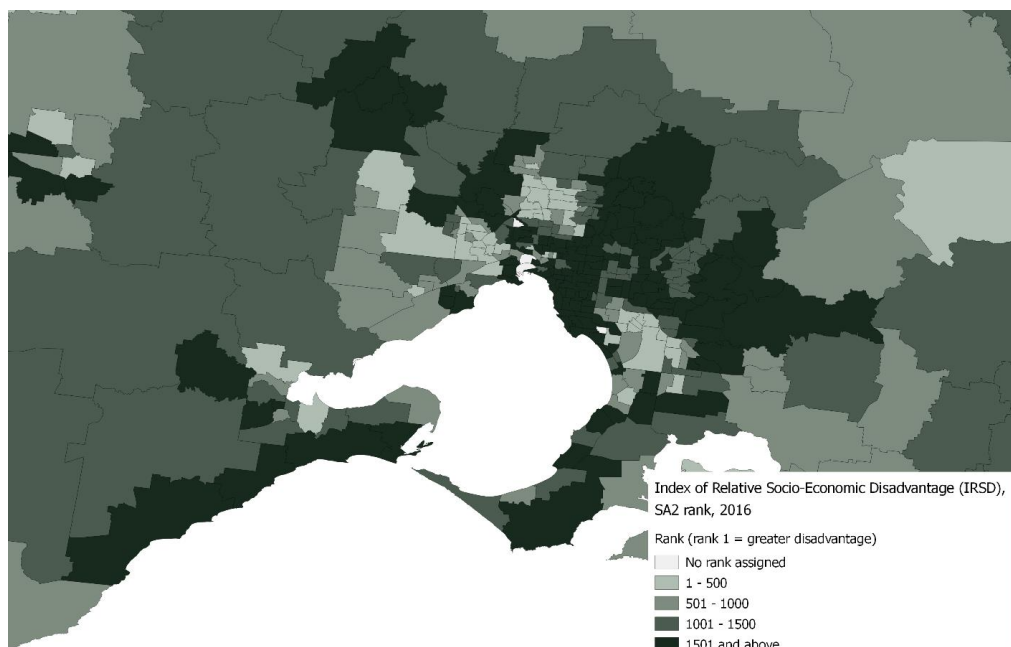 Index of Relative Socio-Economic Disadvantage (IRSD),
SA2 rank, 2016
Rank (rank 1 = greater disadvantage)
No rank assigned
1 - 500
501 - 1000
1001 - 1500
1501 and above